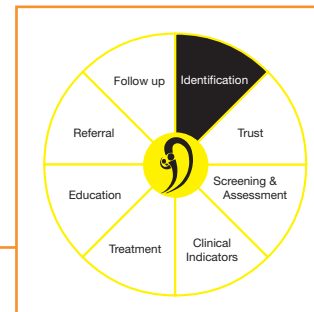 Follow up
Identification
Referral
Trust
Education
Screening &
Assessment
Treatment
Clinical
Indicators